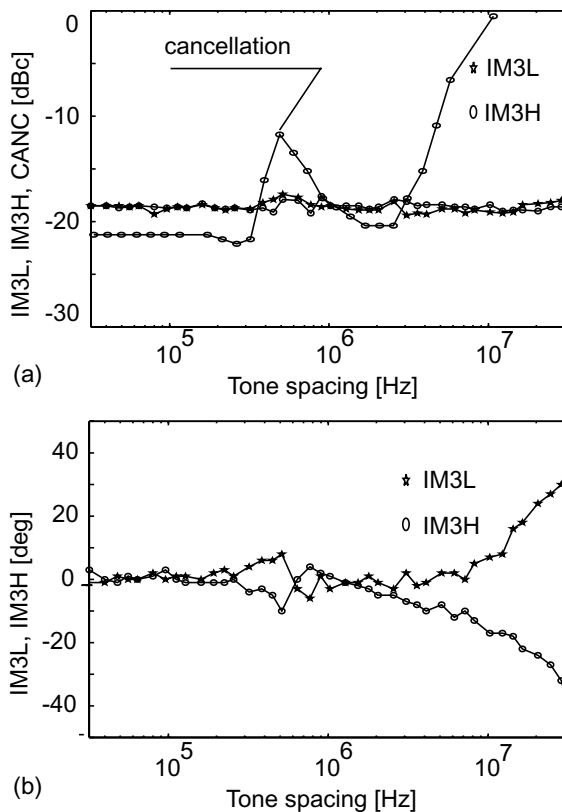 0
cancellation
IM3L
-10
IM3H
-20
-30
IM3L, IM3H, CANC [dBc]
10^5
10^6
10^7
Tone spacing [Hz]
(a)
40
IM3L
20
IM3H
0
-20
-40
-
IM3L, IM3H [deg]
10^5
10^6
10^7
Tone spacing [Hz]
(b)